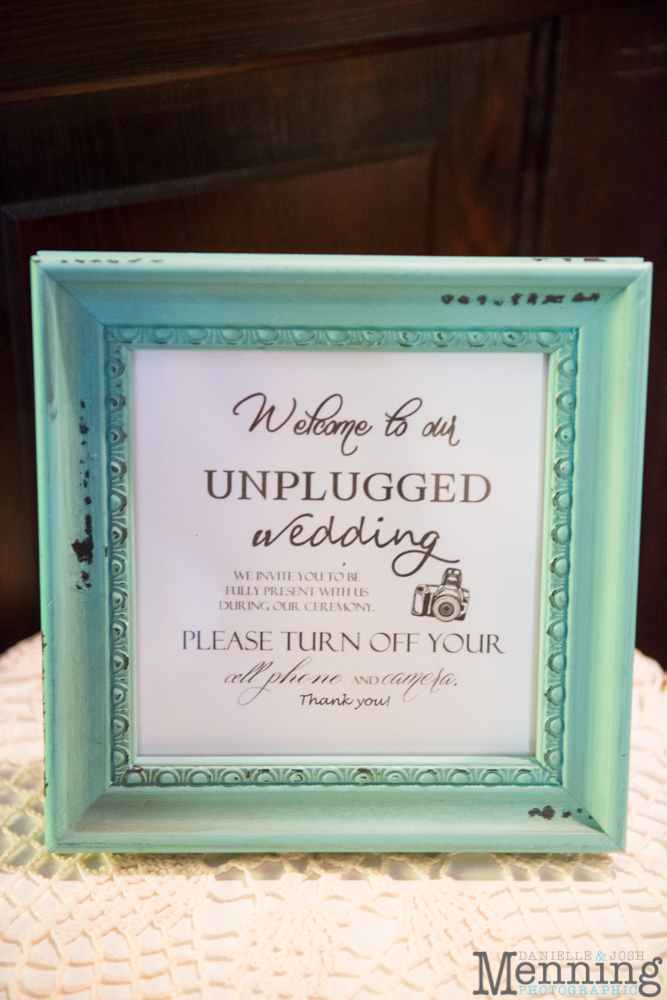 Welcome to our
UNPLUGGED
wedding
WE INVITE YOU TO BE
FULLY PRESENT WITH US
DURING OUR CEREMONY.
PLEASE TURN OFF YOUR
cell phone AND camera.
Thank you!
DANIELLE & JOSH
Menning
PHOTOGRAPHIC